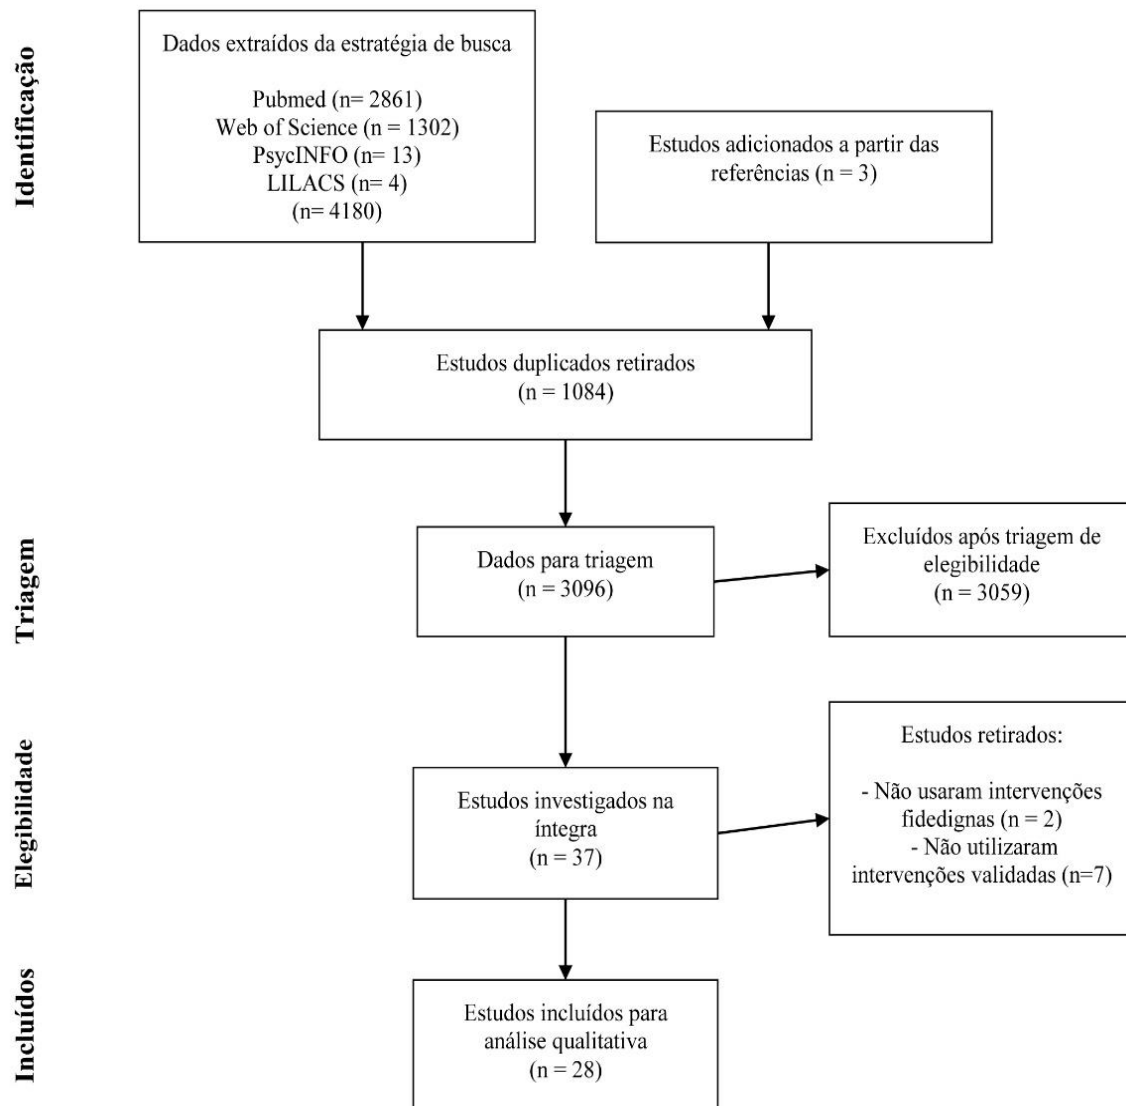 Identificação
Dados extraídos da estratégia de busca
Pubmed (n= 2861)
Web of Science (n = 1302)
PsycINFO (n= 13)
LILACS (n= 4)
(n= 4180)
Estudos adicionados a partir das
referências (n = 3)
Estudos duplicados retirados
(n = 1084)
Triagem
Dados para triagem
(n = 3096)
Excluídos após triagem de
elegibilidade
(n = 3059)
Elegibilidade
Estudos investigados na
íntegra
(n = 37)
Estudos retirados:
- Não usaram intervenções
fidedignas (n = 2)
- Não utilizaram
intervenções validadas (n=7)
Incluídos
Estudos incluídos para
análise qualitativa
(n = 28)